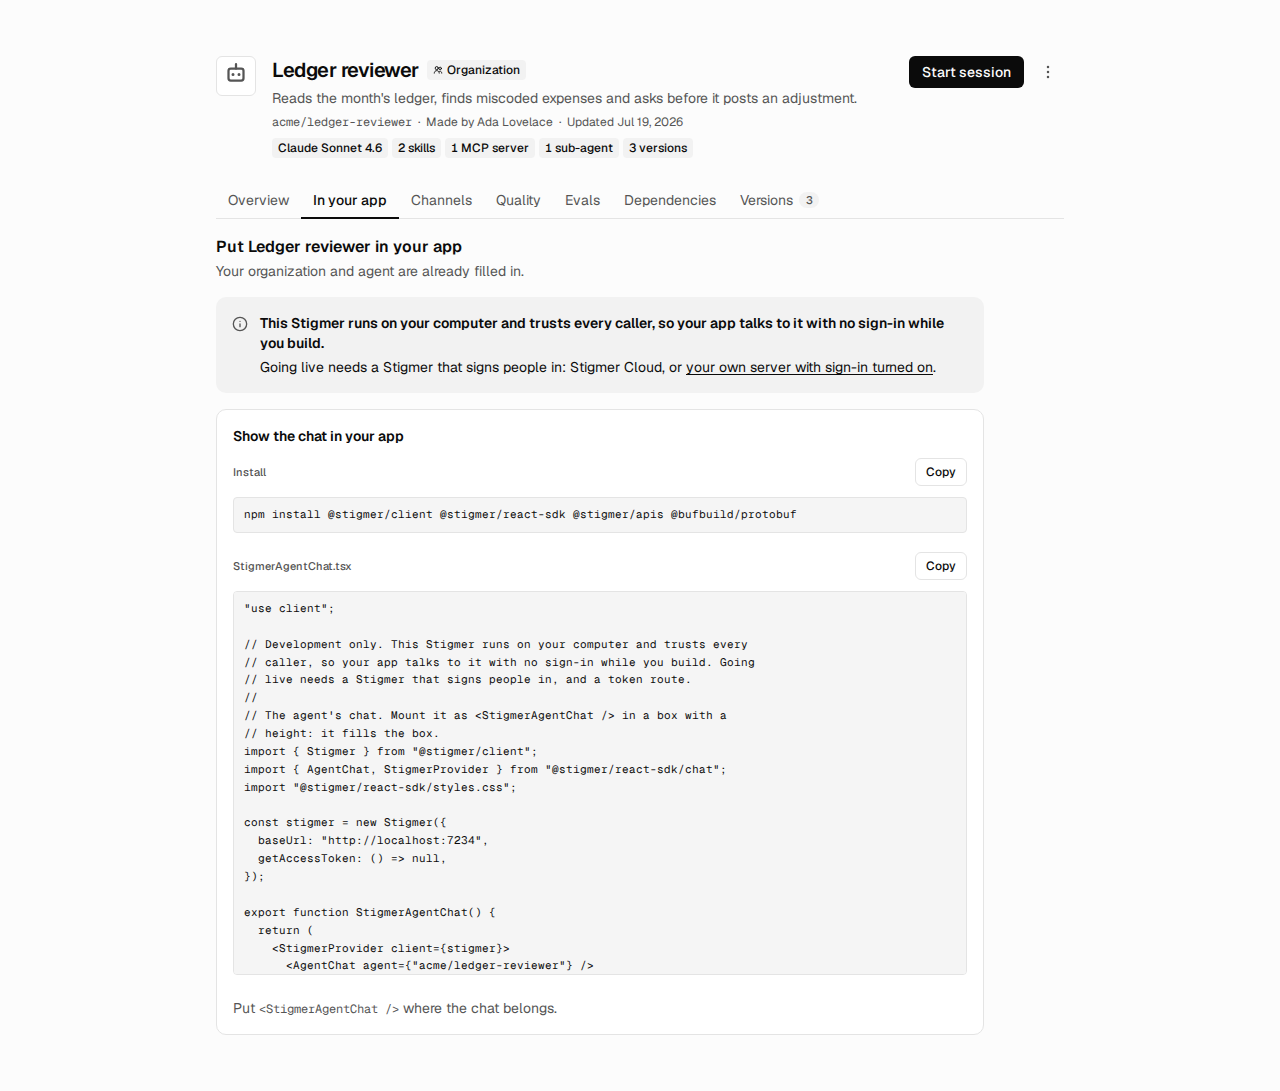 Ledger reviewer
Organization
Start session
Reads the month's ledger, finds miscoded expenses and asks before it posts an adjustment.
acme/ledger-reviewer · Made by Ada Lovelace · Updated Jul 19, 2026
Claude Sonnet 4.6 2 skills 1 MCP server 1 sub-agent 3 versions
Overview In your app Channels Quality Evals Dependencies Versions 3
Put Ledger reviewer in your app
Your organization and agent are already filled in.
This Stigmer runs on your computer and trusts every caller, so your app talks to it with no sign-in while
you build.
Going live needs a Stigmer that signs people in: Stigmer Cloud, or your own server with sign-in turned on.
Show the chat in your app
Install
Copy
npm install @stigmer/client @stigmer/react-sdk @stigmer/apis @bufbuild/protobuf
StigmerAgentChat.tsx
Copy
"use client";
// Development only. This Stigmer runs on your computer and trusts every
// caller, so your app talks to it with no sign-in while you build. Going
// live needs a Stigmer that signs people in, and a token route.
//
// The agent's chat. Mount it as <StigmerAgentChat /> in a box with a
// height: it fills the box.
import { Stigmer } from "@stigmer/client";
import { AgentChat, StigmerProvider } from "@stigmer/react-sdk/chat";
import "@stigmer/react-sdk/styles.css";
const stigmer = new Stigmer({
  baseUrl: "http://localhost:7234",
  getAccessToken: () => null,
});
export function StigmerAgentChat() {
  return (
    <StigmerProvider client={stigmer}>
      <AgentChat agent={"acme/ledger-reviewer"} />
Put <StigmerAgentChat /> where the chat belongs.